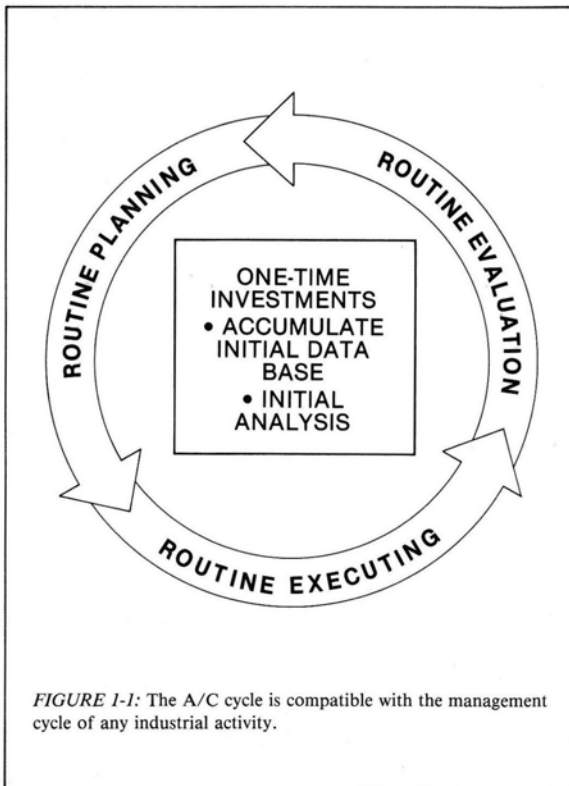 ROUTINE PLANNING
ROUTINE EVALUATION
ONE-TIME
INVESTMENTS
• ACCUMULATE
INITIAL DATA
BASE
• INITIAL
ANALYSIS
ROUTINE EXECUTING
FIGURE 1-1: The A/C cycle is compatible with the management
cycle of any industrial activity.